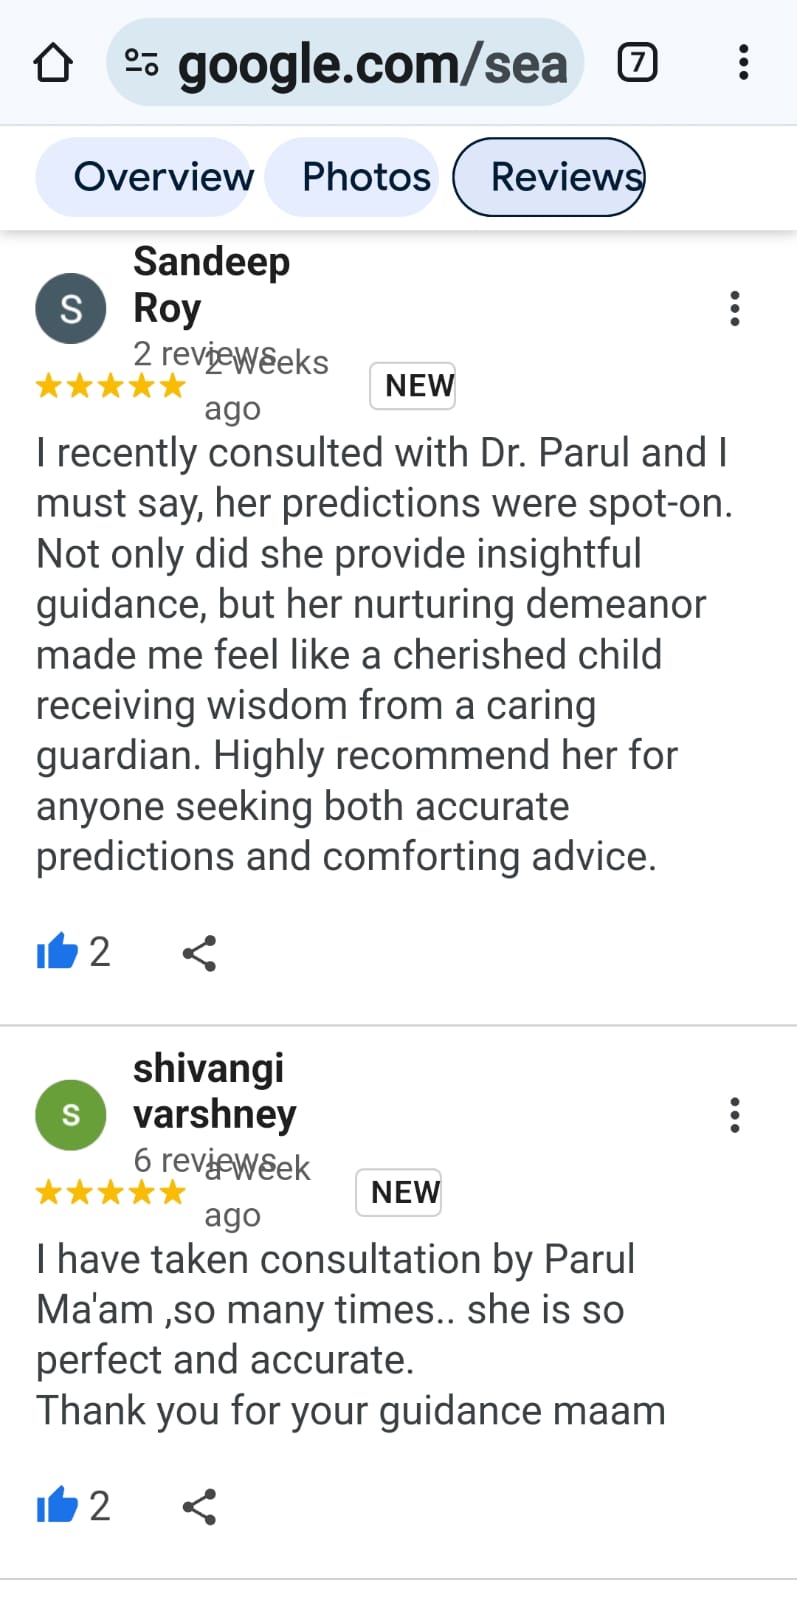 google.com/sea
7
Overview Photos Reviews
S
Sandeep
Roy
2 reviews
2 weeks
ago
NEW
I recently consulted with Dr. Parul and I
must say, her predictions were spot-on.
Not only did she provide insightful
guidance, but her nurturing demeanor
made me feel like a cherished child
receiving wisdom from a caring
guardian. Highly recommend her for
anyone seeking both accurate
predictions and comforting advice.
2
s
shivangi
varshney
6 reviews
a week
ago
NEW
I have taken consultation by Parul
Ma'am ,so many times.. she is so
perfect and accurate.
Thank you for your guidance maam
2